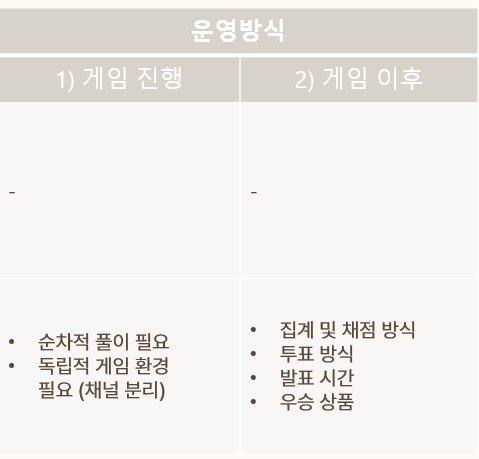 운영방식
1) 게임 진행
2) 게임 이후
-
-
• 순차적 풀이 필요
• 독립적 게임 환경
필요 (채널 분리)
• 집계 및 채점 방식
• 투표 방식
• 발표 시간
• 우승 상품